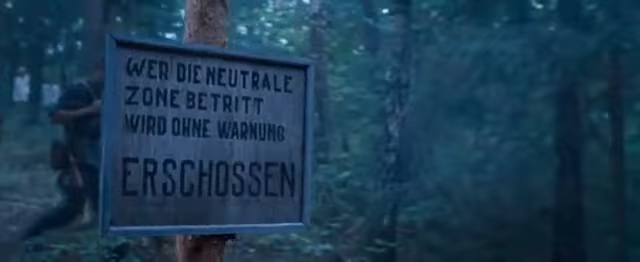 WER DIE NEUTRALE
ZONE BETRITT
WIRD OHNE WARNUNG
ERSCHOSSEN